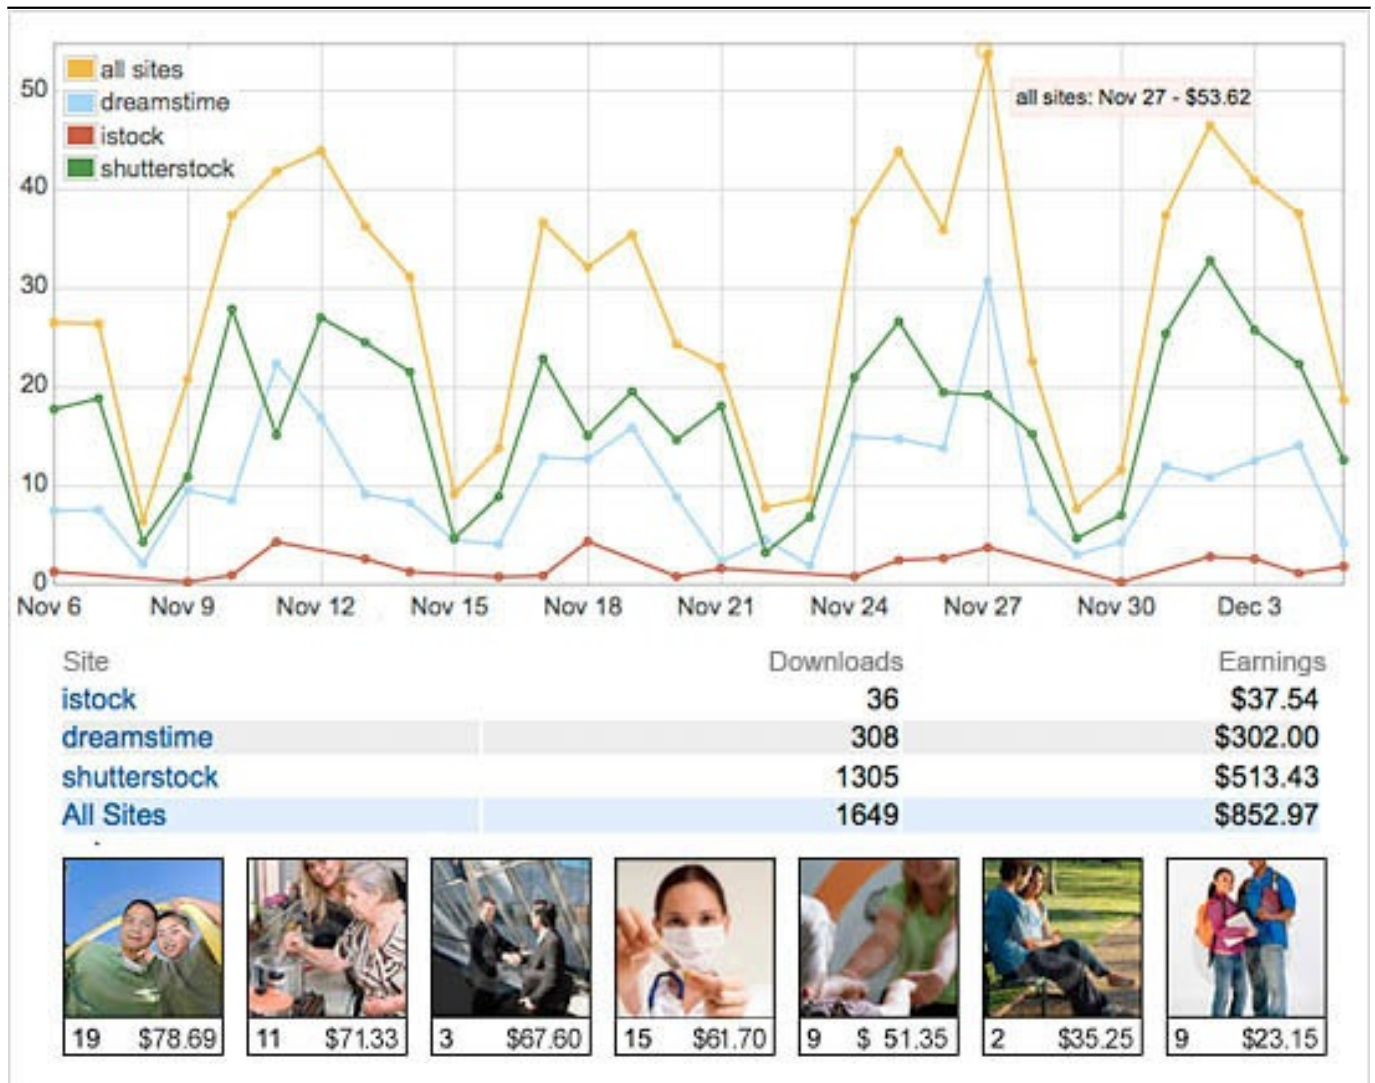 all sites
dreamstime
istock
shutterstock
all sites: Nov 27 - $53.62
50
40
30
20
10
0
Nov 6 Nov 9 Nov 12 Nov 15 Nov 18 Nov 21 Nov 24 Nov 27 Nov 30 Dec 3
Site Downloads Earnings
istock 36 $37.54
dreamstime 308 $302.00
shutterstock 1305 $513.43
All Sites 1649 $852.97
19 $78.69 11 $71.33 3 $67.60 15 $61.70 9 $ 51.35 2 $35.25 9 $23.15